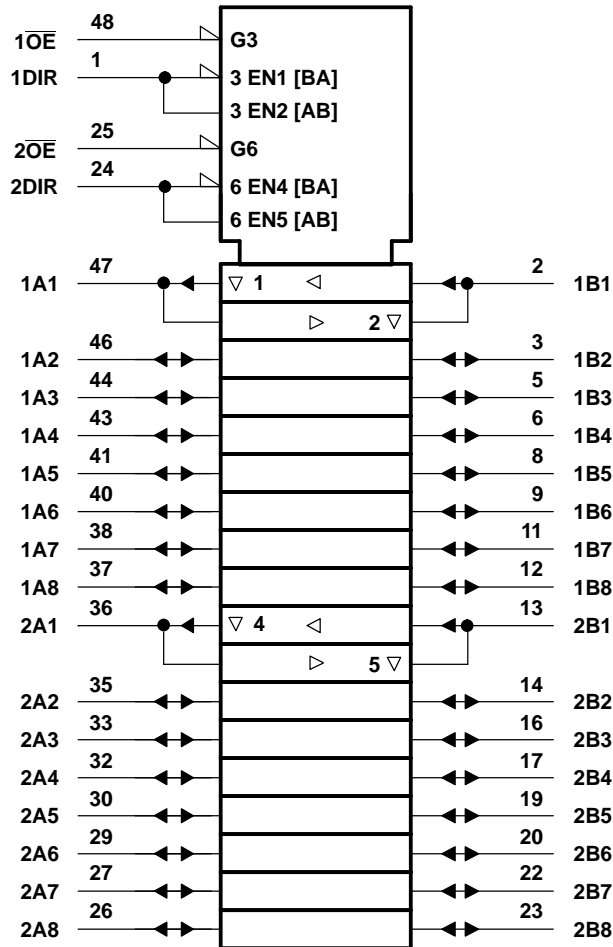 48
1O̅E̅ G3
1
1DIR 3 EN1 [BA]
3 EN2 [AB]
25
2O̅E̅ G6
24
2DIR 6 EN4 [BA]
6 EN5 [AB]
47 2
1A1 ▽ 1 ◁ 1B1
▷ 2 ▽
46 3
1A2 1B2
44 5
1A3 1B3
43 6
1A4 1B4
41 8
1A5 1B5
40 9
1A6 1B6
38 11
1A7 1B7
37 12
1A8 1B8
36 13
2A1 ▽ 4 ◁ 2B1
▷ 5 ▽
35 14
2A2 2B2
33 16
2A3 2B3
32 17
2A4 2B4
30 19
2A5 2B5
29 20
2A6 2B6
27 22
2A7 2B7
26 23
2A8 2B8